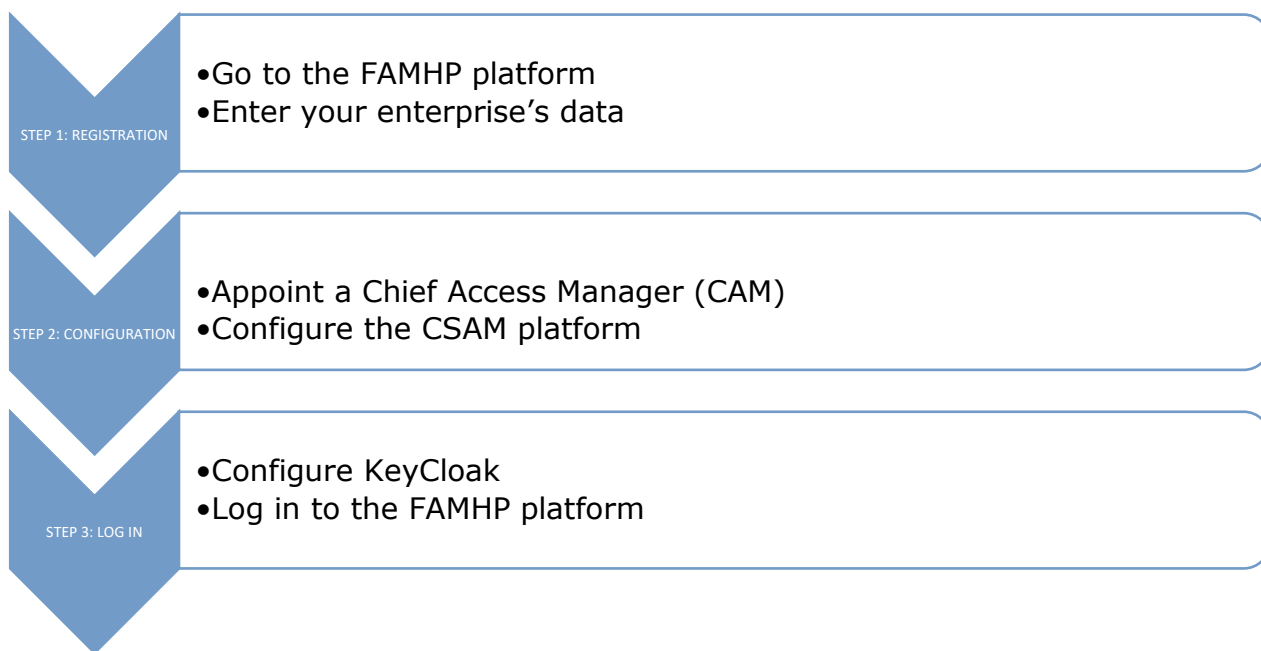 STEP 1: REGISTRATION
•Go to the FAMHP platform
•Enter your enterprise’s data
STEP 2: CONFIGURATION
•Appoint a Chief Access Manager (CAM)
•Configure the CSAM platform
STEP 3: LOG IN
•Configure KeyCloak
•Log in to the FAMHP platform